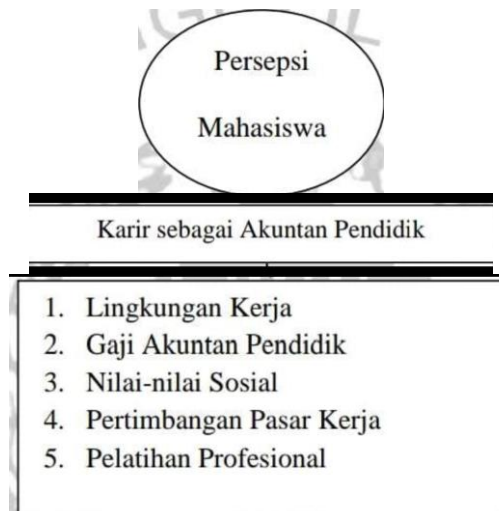 Persepsi
Mahasiswa
Karir sebagai Akuntan Pendidik
1. Lingkungan Kerja
2. Gaji Akuntan Pendidik
3. Nilai-nilai Sosial
4. Pertimbangan Pasar Kerja
5. Pelatihan Profesional